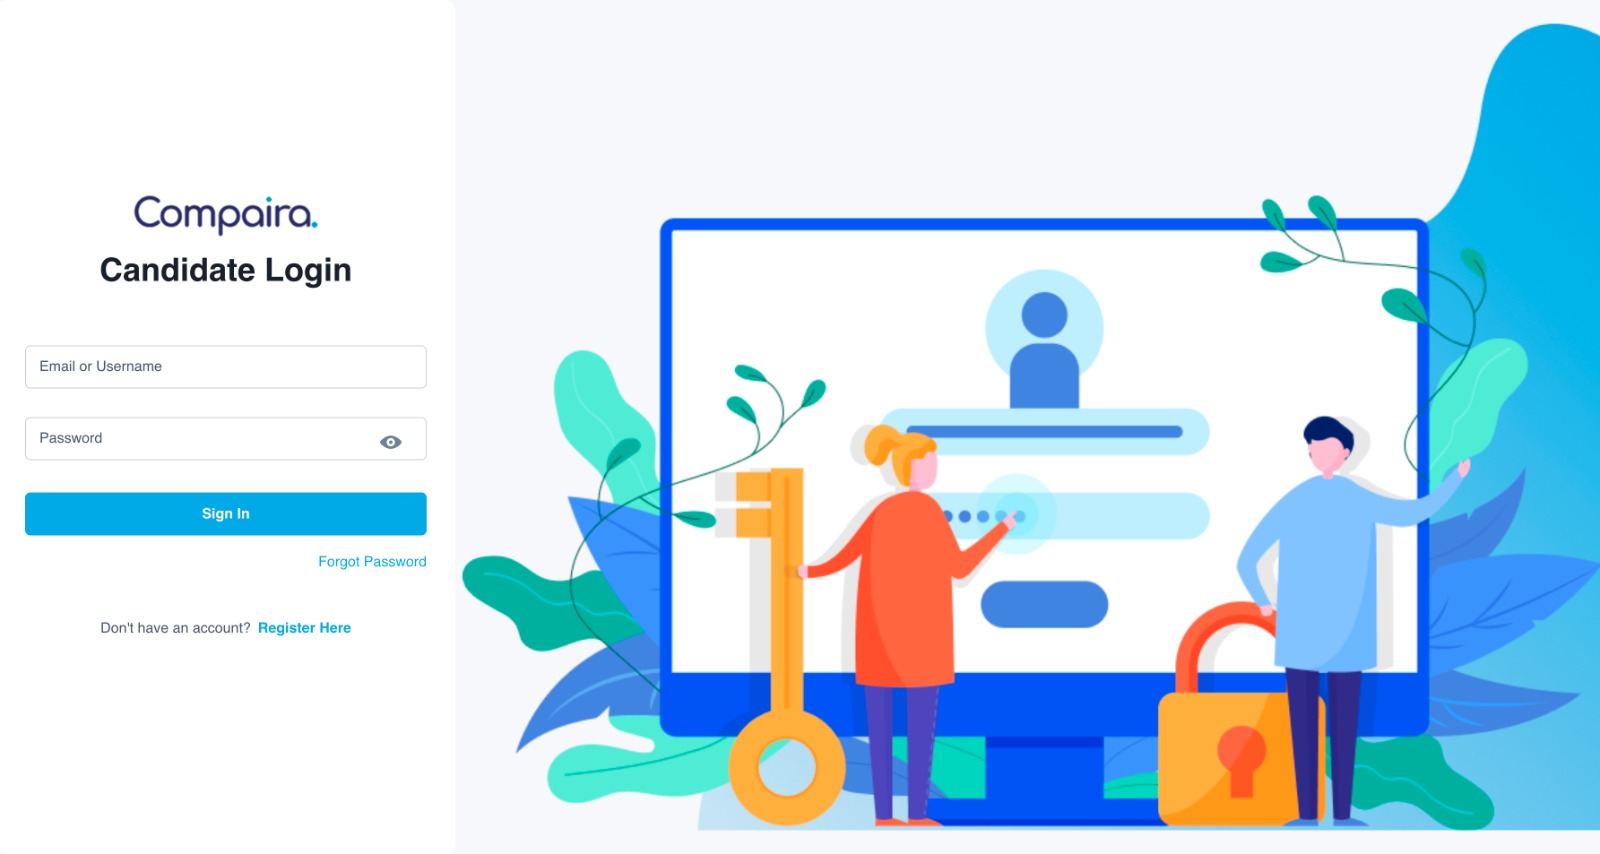 Compaira.
Candidate Login
Email or Username
Password
Sign In
Forgot Password
Don't have an account? Register Here